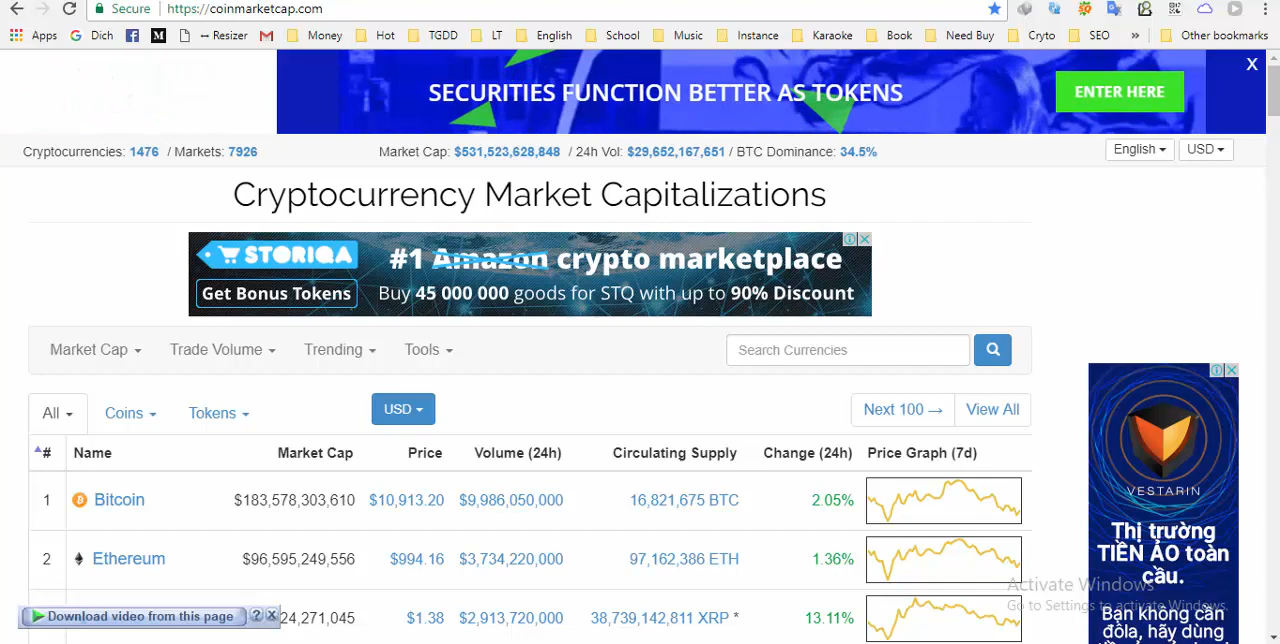 Secure https://coinmarketcap.com
Apps Dich Resizer Money Hot TGDD LT English School Music Instance Karaoke Book Need Buy Cryto SEO » Other bookmarks
X
SECURITIES FUNCTION BETTER AS TOKENS ENTER HERE
Cryptocurrencies: 1476 / Markets: 7926 Market Cap: $531,523,628,848 / 24h Vol: $29,652,167,651 / BTC Dominance: 34.5% English USD
Cryptocurrency Market Capitalizations
STORIQA #1 Amazon crypto marketplace
Get Bonus Tokens Buy 45 000 000 goods for STQ with up to 90% Discount
Market Cap Trade Volume Trending Tools Search Currencies
All Coins Tokens USD Next 100 → View All
# Name Market Cap Price Volume (24h) Circulating Supply Change (24h) Price Graph (7d)
1 Bitcoin $183,578,303,610 $10,913.20 $9,986,050,000 16,821,675 BTC 2.05%
2 Ethereum $96,595,249,556 $994.16 $3,734,220,000 97,162,386 ETH 1.36%
Download video from this page ? X 24,271,045 $1.38 $2,913,720,000 38,739,142,811 XRP * 13.11%
VESTARIN
Thị trường
TIỀN ẢO toàn
cầu.
Bạn không cần
đôla, hãy dùng
Activate Windows
Go to Settings to activate Windows.